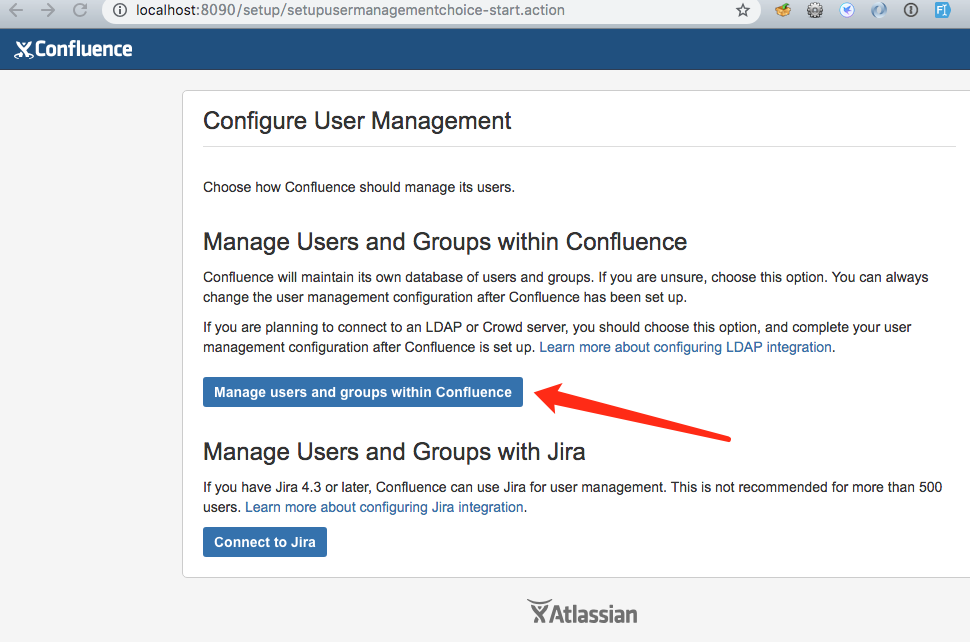 localhost:8090/setup/setupusermanagementchoice-start.action
Confluence
Configure User Management
Choose how Confluence should manage its users.
Manage Users and Groups within Confluence
Confluence will maintain its own database of users and groups. If you are unsure, choose this option. You can always
change the user management configuration after Confluence has been set up.
If you are planning to connect to an LDAP or Crowd server, you should choose this option, and complete your user
management configuration after Confluence is set up. Learn more about configuring LDAP integration.
Manage users and groups within Confluence
Manage Users and Groups with Jira
If you have Jira 4.3 or later, Confluence can use Jira for user management. This is not recommended for more than 500
users. Learn more about configuring Jira integration.
Connect to Jira
Atlassian